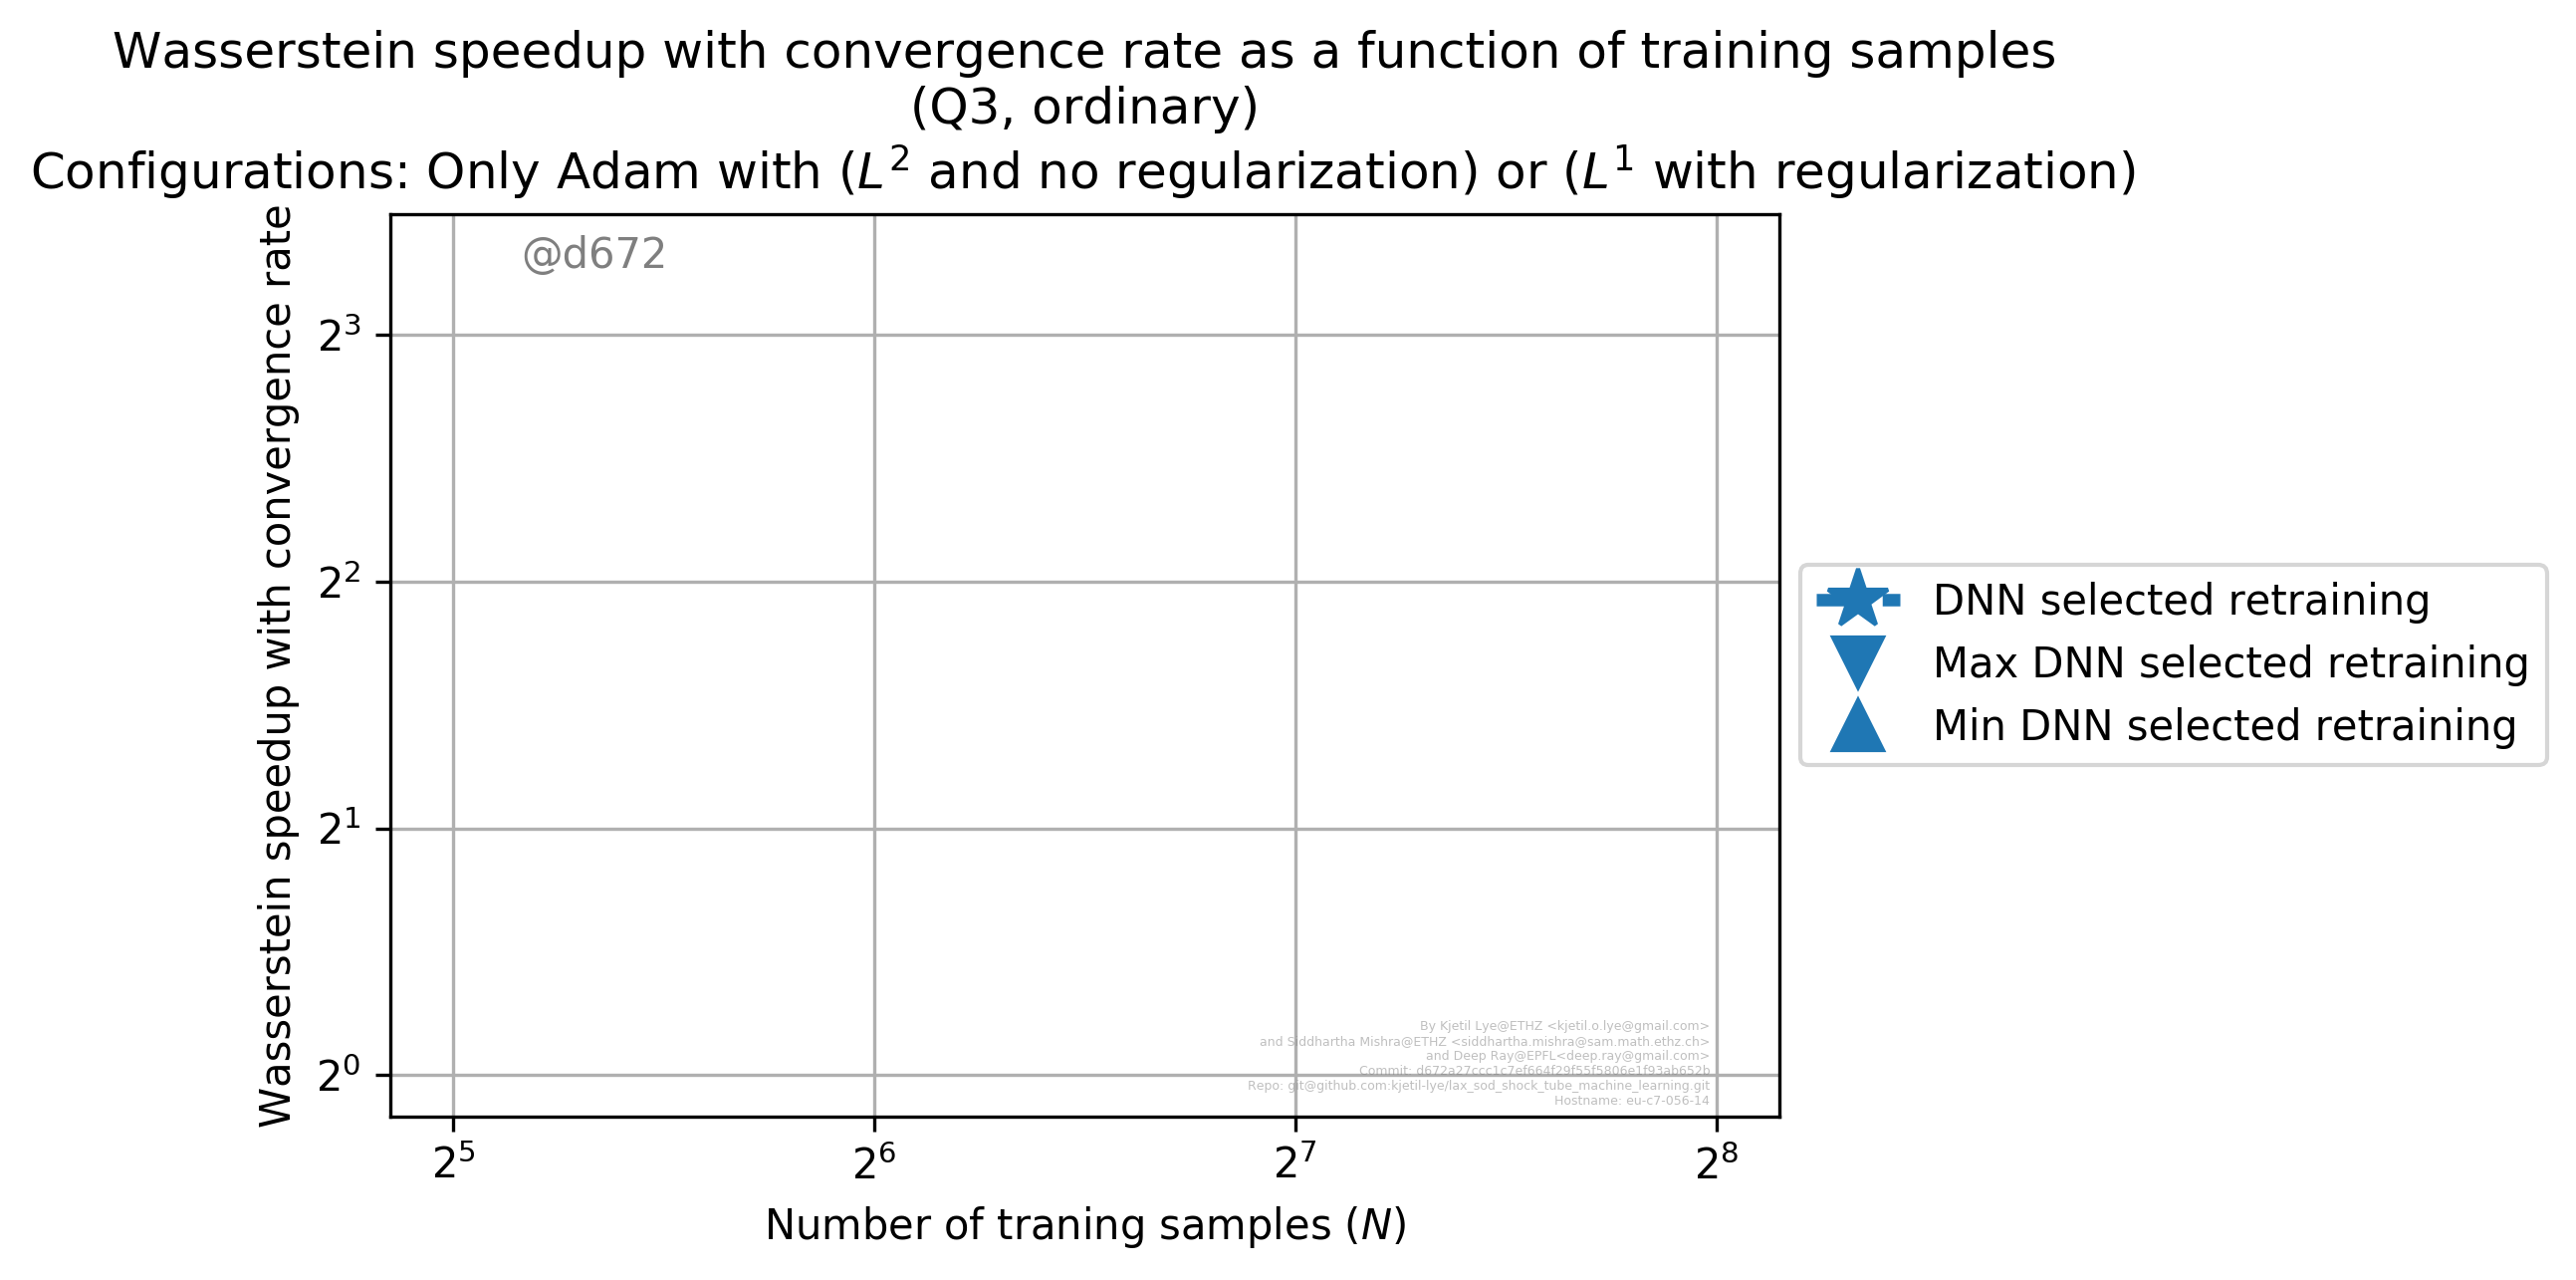 Wasserstein speedup with convergence rate as a function of training samples
(Q3, ordinary)
Configurations: Only Adam with (L² and no regularization) or (L¹ with regularization)
@d672
Wasserstein speedup with convergence rate
2³
2²
2¹
2⁰
DNN selected retraining
Max DNN selected retraining
Min DNN selected retraining
By Kjetil Lye@ETHZ <kjetil.o.lye@gmail.com>
and Siddhartha Mishra@ETHZ <siddhartha.mishra@sam.math.ethz.ch>
and Deep Ray@EPFL<deep.ray@gmail.com>
Commit: d672a27ccc1c7ef664f29f55f5806e1f93ab652b
Repo: git@github.com:kjetil-lye/lax_sod_shock_tube_machine_learning.git
Hostname: eu-c7-056-14
2⁵ 2⁶ 2⁷ 2⁸
Number of traning samples (N)